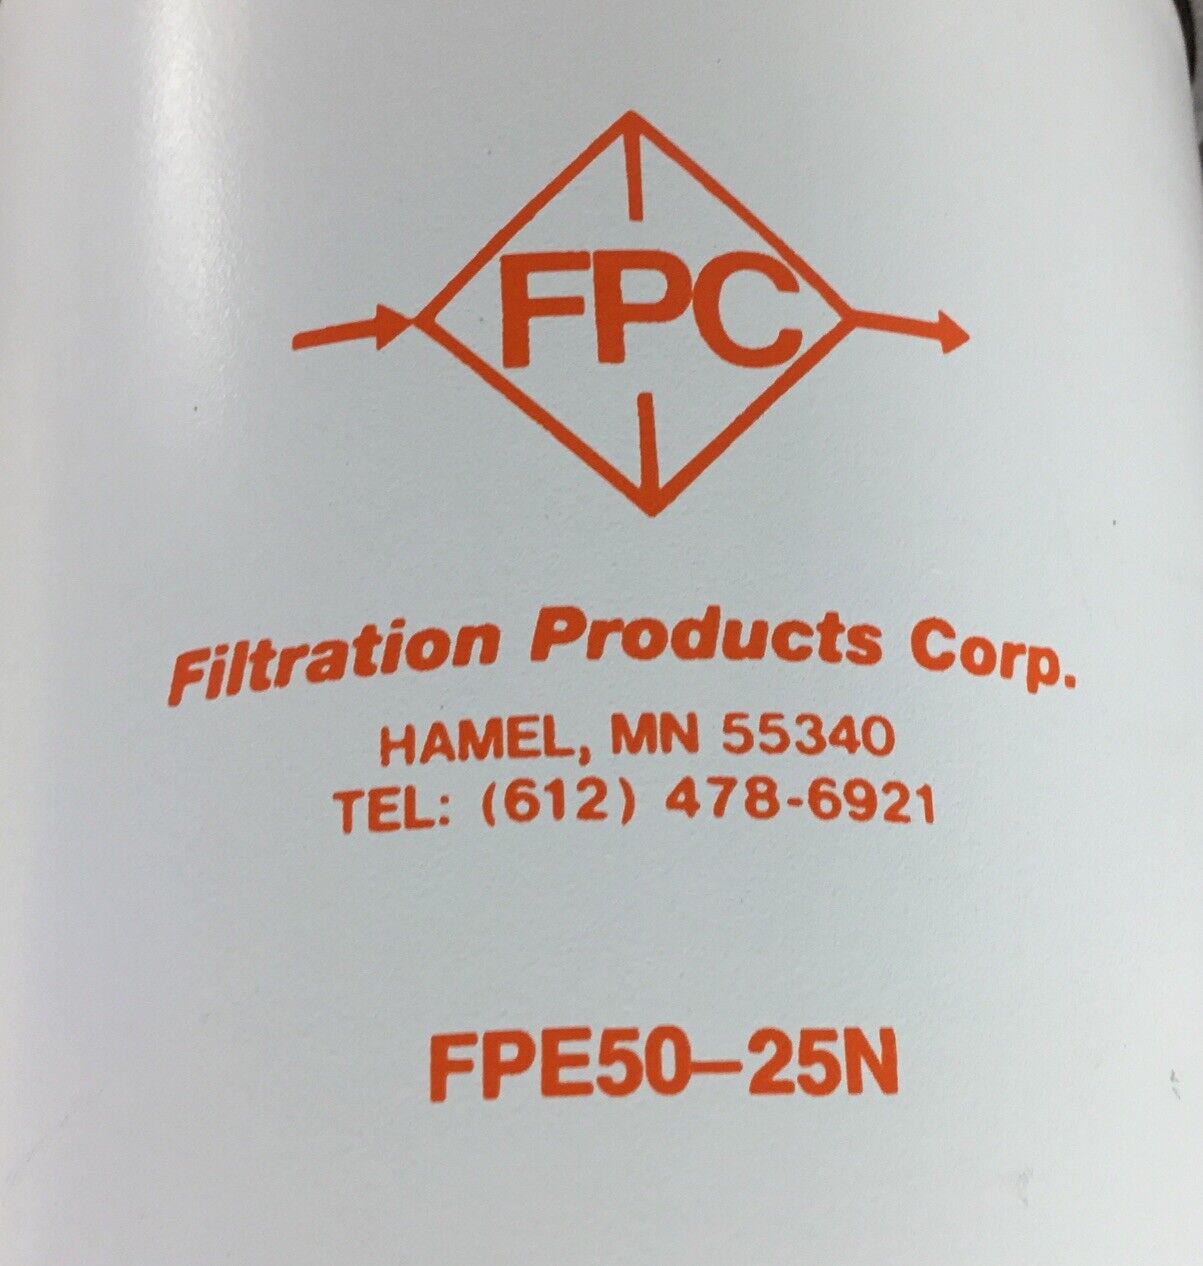 FPC
Filtration Products Corp.
HAMEL, MN 55340
TEL: (612) 478-6921
FPE50-25N